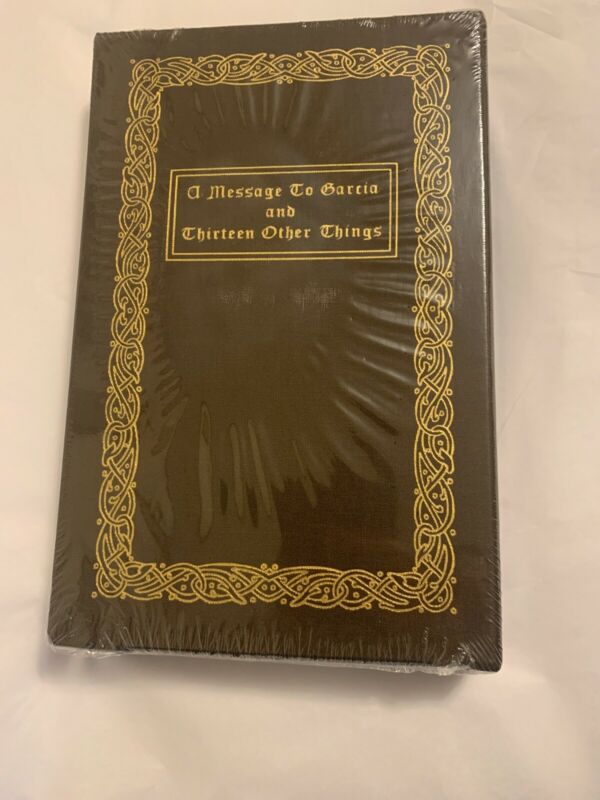 A Message To Garcia
and
Thirteen Other Things